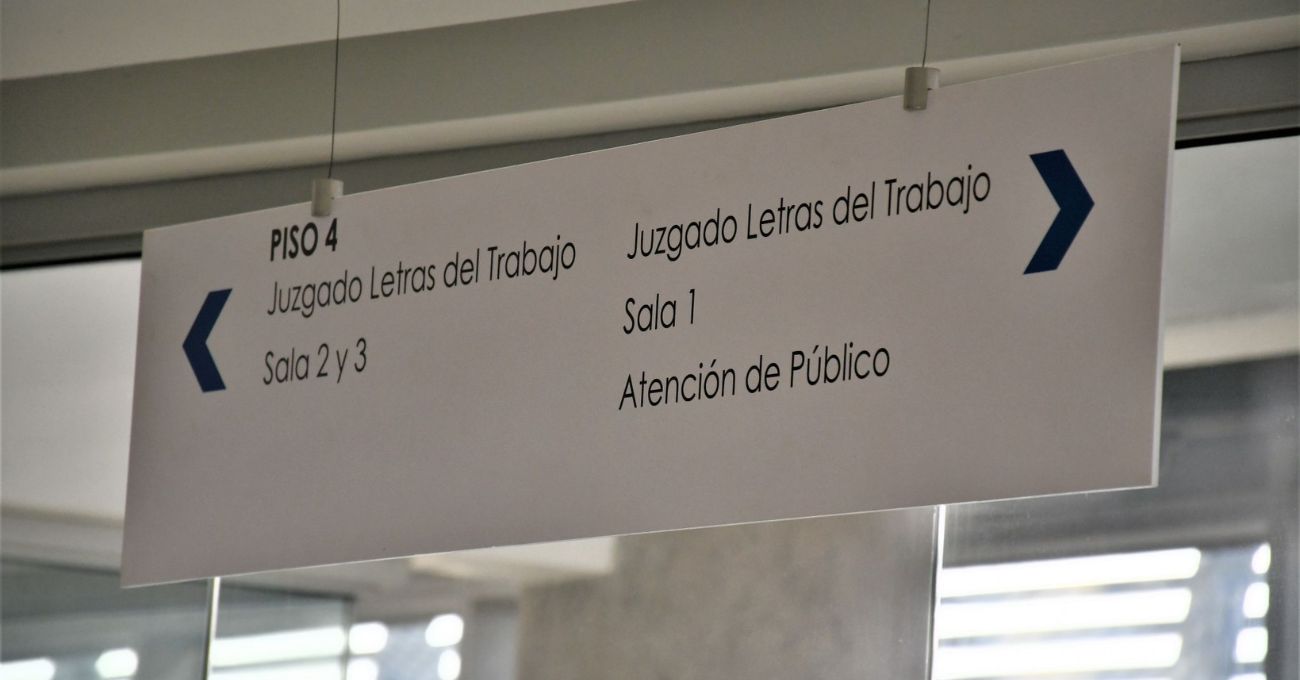 PISO 4
Juzgado Letras del Trabajo
Sala 2 y 3
Juzgado Letras del Trabajo
Sala 1
Atención de Público